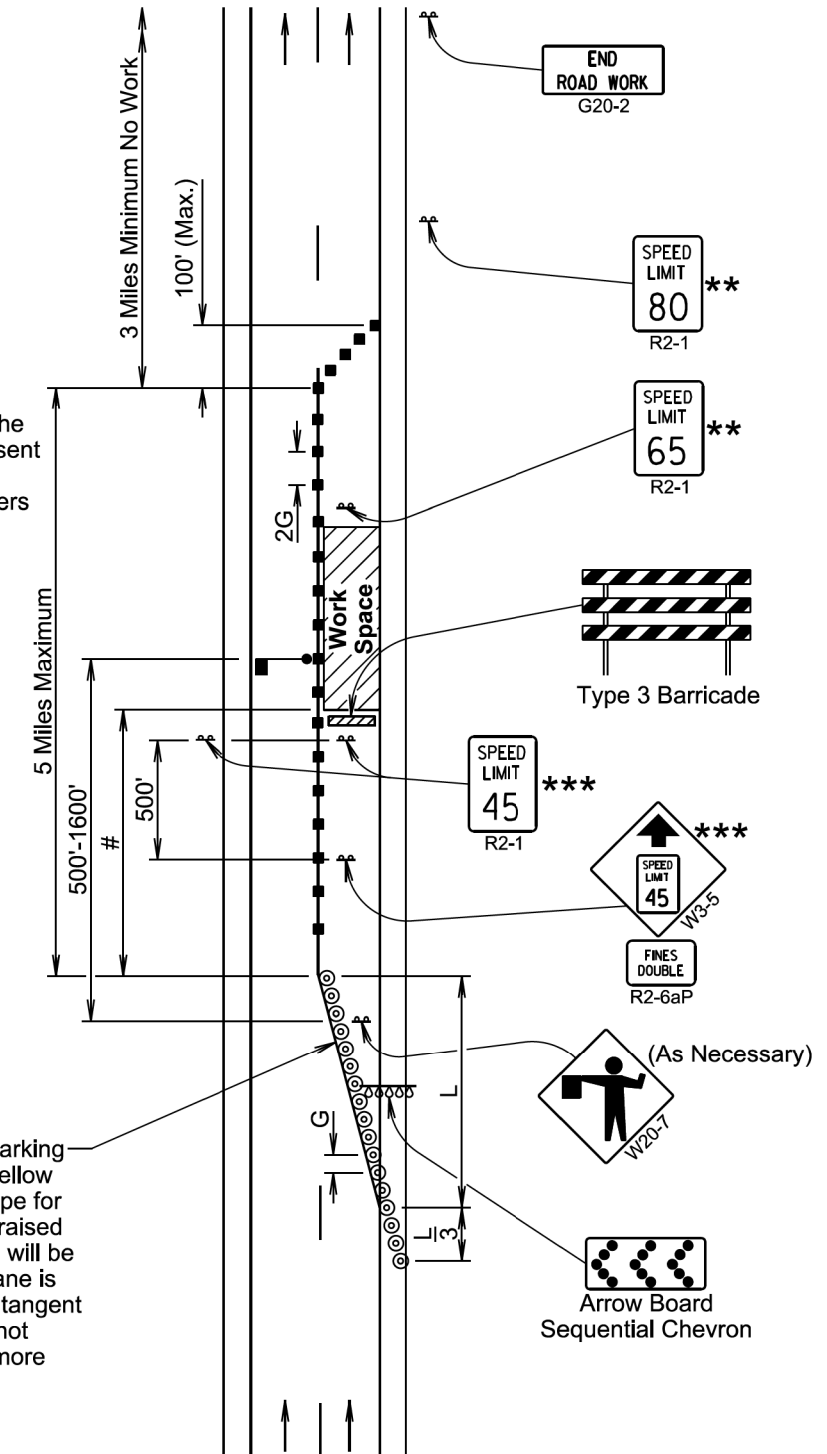 END
ROAD WORK
G20-2
3 Miles Minimum No Work
100' (Max.)
SPEED
LIMIT
80
**
R2-1
SPEED
LIMIT
65
**
R2-1
he
sent
ers
2G
Work
Space
Type 3 Barricade
5 Miles Maximum
500'-1600'
#
500'
SPEED
LIMIT
45
***
R2-1
***
SPEED
LIMIT
45
W3-5
FINES
DOUBLE
R2-6aP
(As Necessary)
W20-7
L
G
L
3
arking
ellow
pe for
raised
will be
ane is
tangent
not
more
Arrow Board
Sequential Chevron